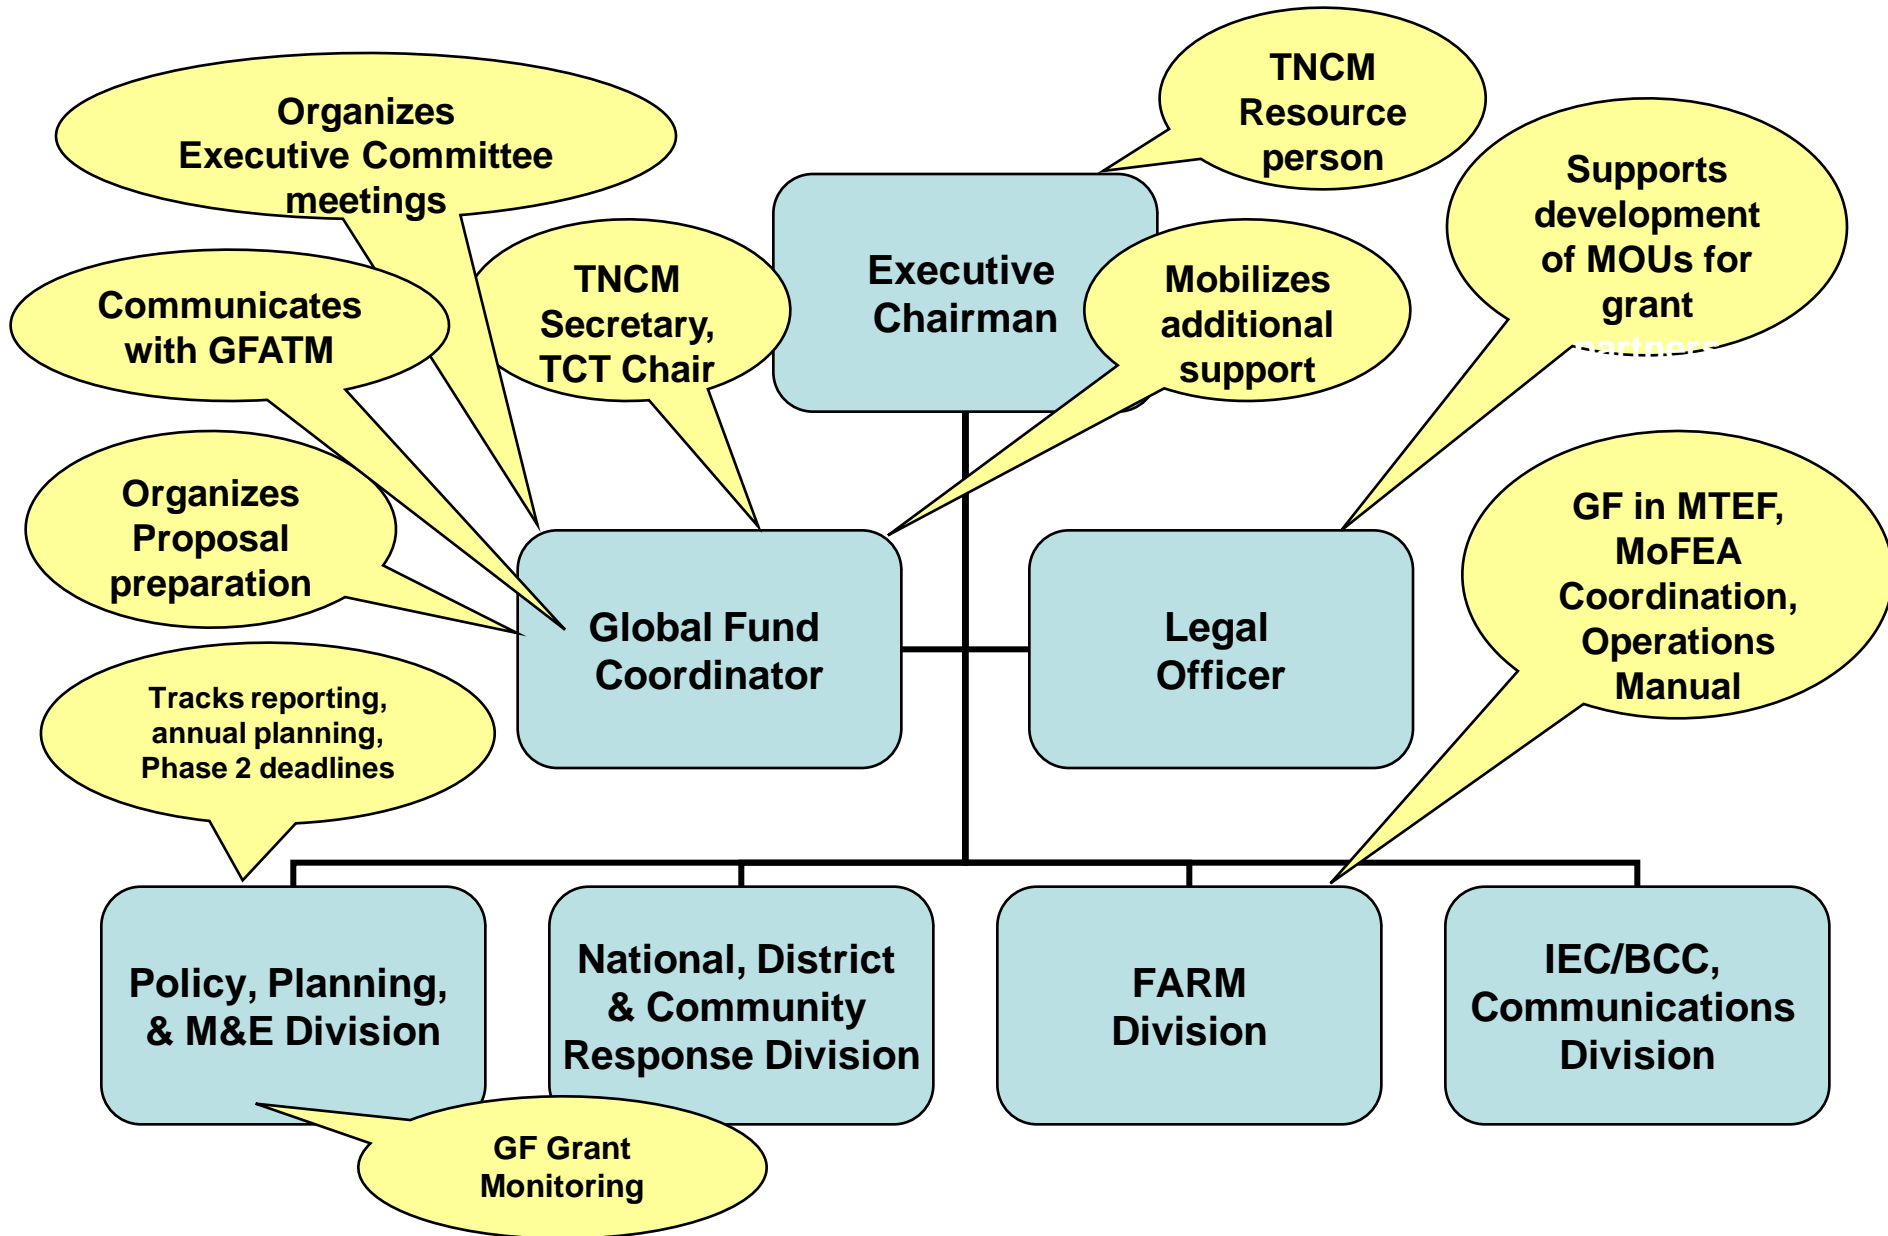 TNCM
Resource
person
Organizes
Executive Committee
meetings
Supports
development
of MOUs for
grant
partners
Executive
Chairman
TNCM
Secretary,
TCT Chair
Mobilizes
additional
support
Communicates
with GFATM
Organizes
Proposal
preparation
GF in MTEF,
MoFEA
Coordination,
Operations
Manual
Global Fund
Coordinator
Legal
Officer
Tracks reporting,
annual planning,
Phase 2 deadlines
Policy, Planning,
& M&E Division
National, District
& Community
Response Division
FARM
Division
IEC/BCC,
Communications
Division
GF Grant
Monitoring